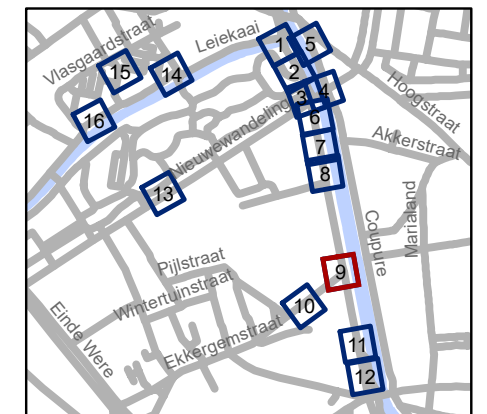 Vlasgaardstraat
Leiekaai
1
5
2
15
14
3
4
Hoogstraat
16
6
Nieuwewandeling
7
Akkerstraat
8
13
Marialand
Coupure
Pijlstraat
9
Wintertuinstraat
10
Einde Were
Ekkergemstraat
11
12